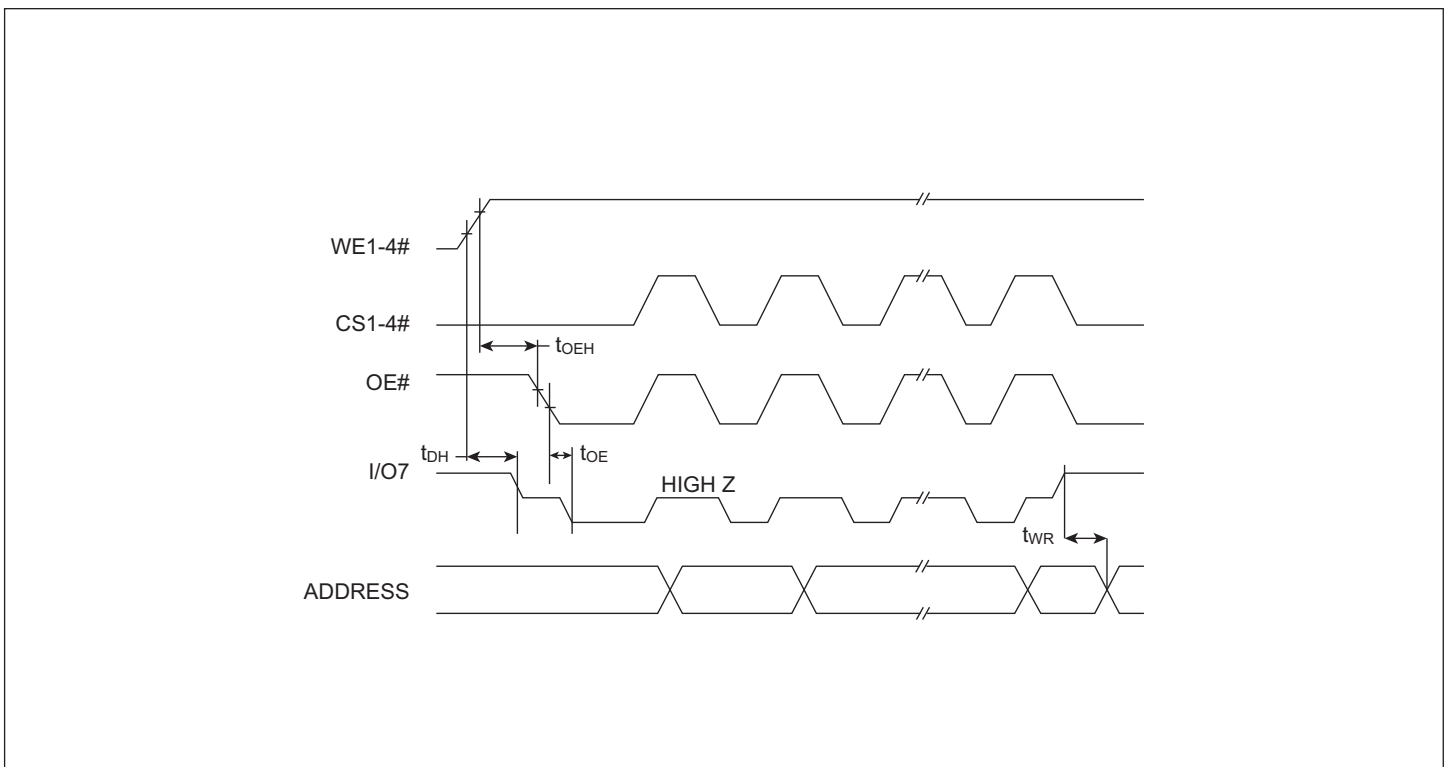 WE1-4#
CS1-4#
tOEH
OE#
tDH
tOE
I/O7
HIGH Z
tWR
ADDRESS